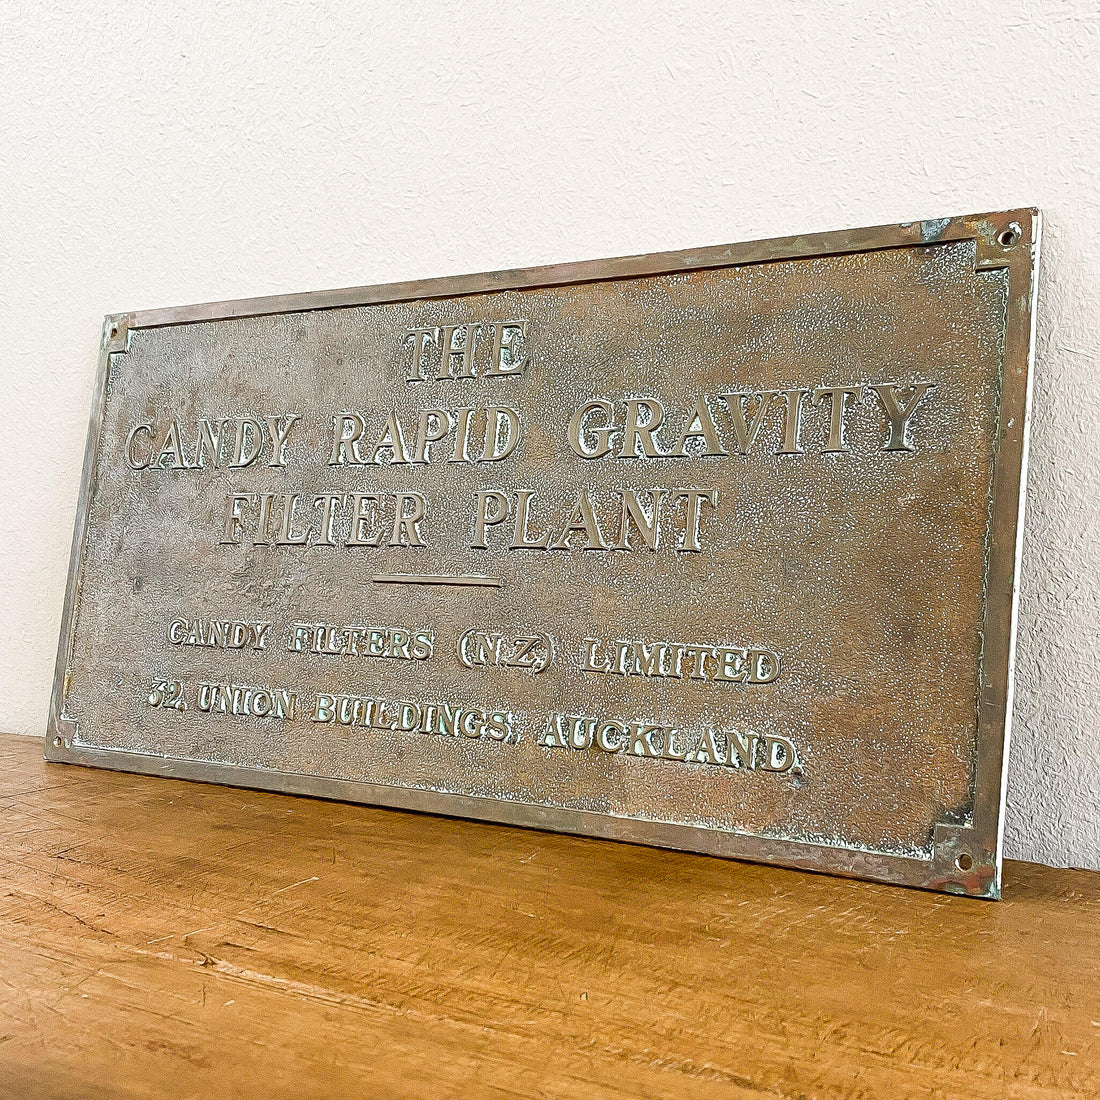 THE
CANDY RAPID GRAVITY
FILTER PLANT
CANDY FILTERS (N.Z.) LIMITED
32, UNION BUILDINGS, AUCKLAND.